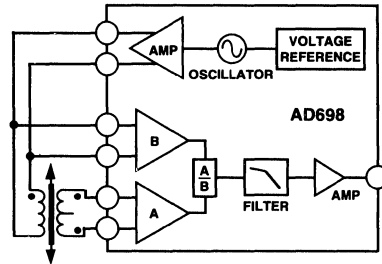 AMP
OSCILLATOR
VOLTAGE
REFERENCE
AD698
B
A
B
FILTER
AMP
A